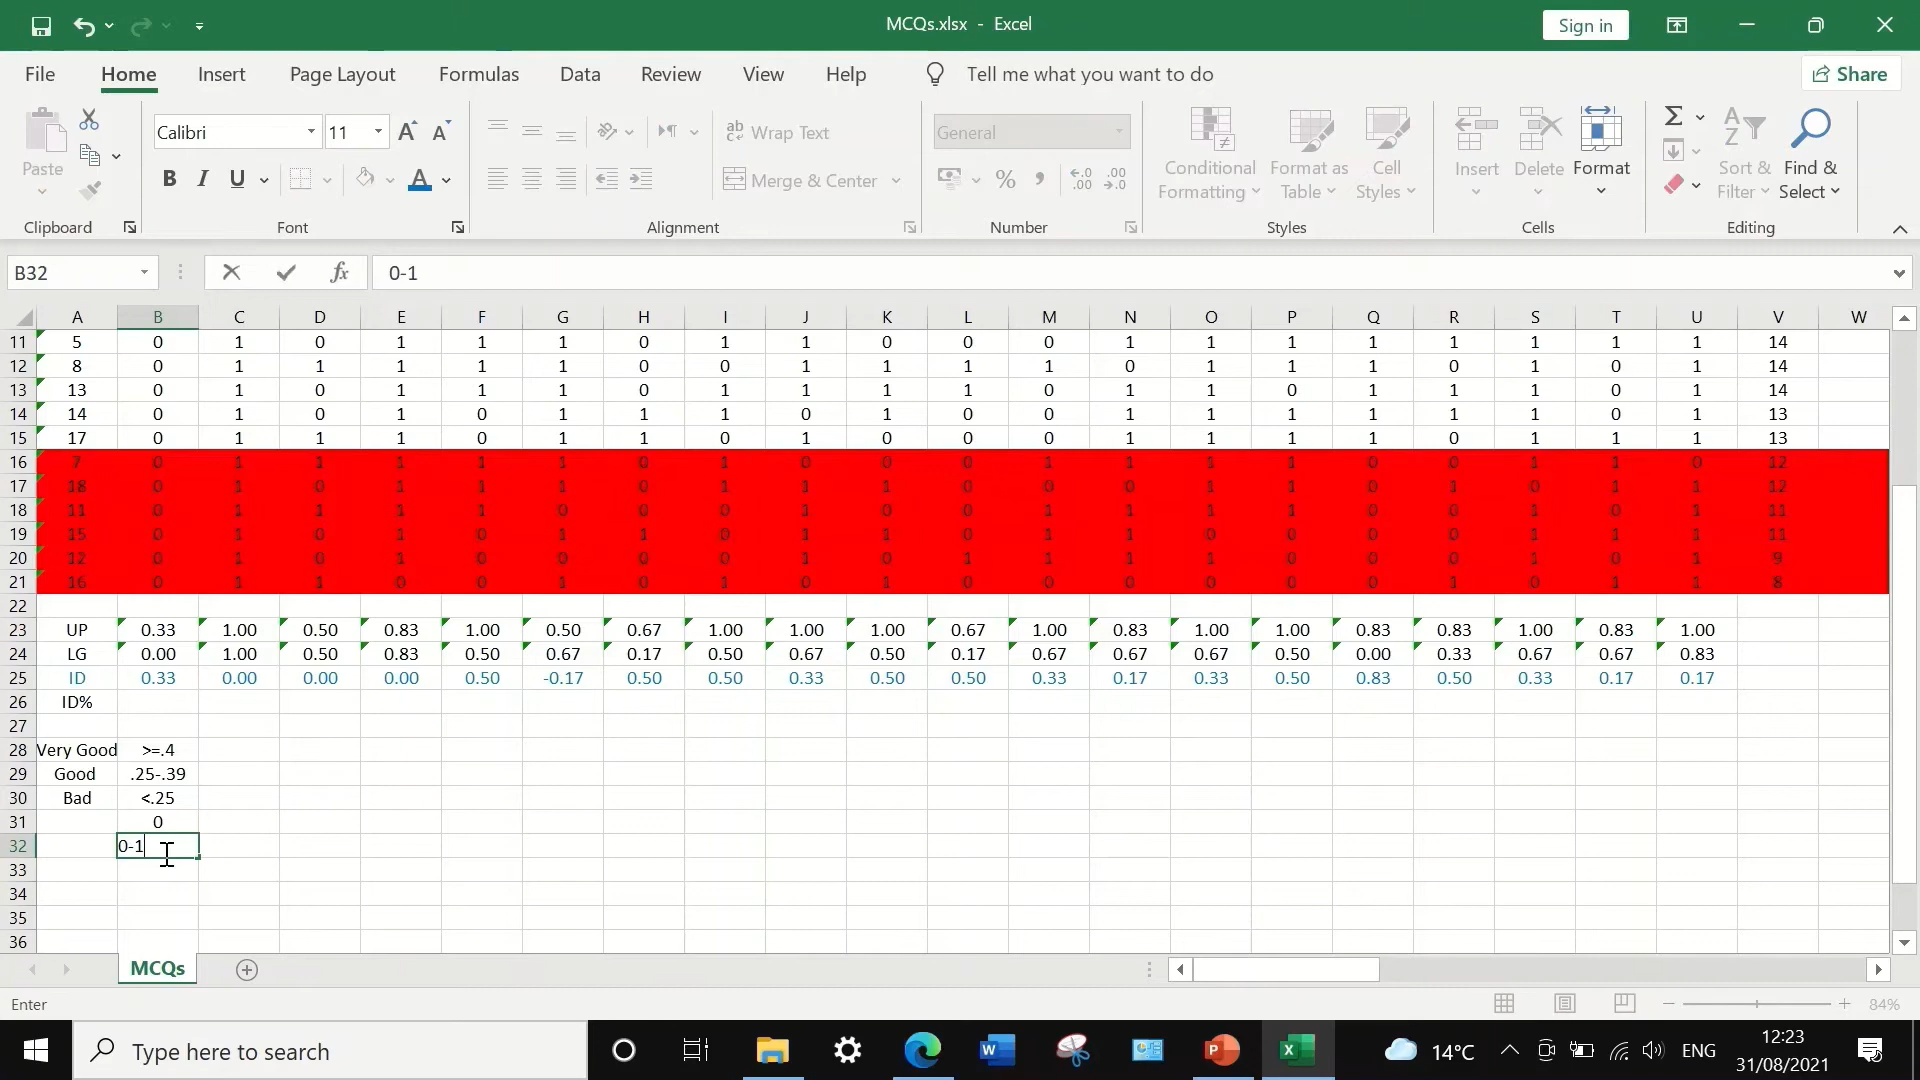 MCQs.xlsx - Excel
Sign in
File Home Insert Page Layout Formulas Data Review View Help Tell me what you want to do Share
Paste
Calibri 11
B I U A
ab Wrap Text
Merge & Center
General
% 9
Conditional Formatting
Format as Table
Cell Styles
Insert Delete Format
Sort & Filter
Find & Select
Clipboard Font Alignment Number Styles Cells Editing
B32 fx 0-1
A B C D E F G H I J K L M N O P Q R S T U V W
11 5 0 1 0 1 1 1 0 1 1 0 0 0 1 1 1 1 1 1 1 1 14
12 8 0 1 1 1 1 1 0 0 1 1 1 1 0 1 1 1 0 1 0 1 14
13 13 0 1 0 1 1 1 0 1 1 1 1 0 1 1 0 1 1 1 0 1 14
14 14 0 1 0 1 0 1 1 1 0 1 0 0 1 1 1 1 1 1 0 1 13
15 17 0 1 1 1 0 1 1 0 1 0 0 0 1 1 1 1 0 1 1 1 13
16 7 0 1 1 1 1 1 0 1 0 0 0 1 1 1 1 0 0 1 1 0 12
17 18 0 1 0 1 1 1 0 1 1 1 0 0 0 1 1 0 1 0 1 1 12
18 11 0 1 0 1 1 0 0 0 1 0 0 1 1 1 1 0 0 1 0 1 11
19 15 0 1 0 1 0 1 1 0 1 1 0 1 1 0 0 0 0 1 1 1 11
20 12 0 1 0 1 0 0 0 0 1 0 1 1 1 1 0 0 0 1 0 1 9
21 16 0 1 1 0 0 1 0 1 0 1 0 0 0 0 0 0 1 0 1 1 8
22
23 UP 0.33 1.00 0.50 0.83 1.00 0.50 0.67 1.00 1.00 1.00 0.67 1.00 0.83 1.00 1.00 0.83 0.83 1.00 0.83 1.00
24 LG 0.00 1.00 0.50 0.83 0.50 0.67 0.17 0.50 0.67 0.50 0.17 0.67 0.67 0.67 0.50 0.00 0.33 0.67 0.67 0.83
25 ID 0.33 0.00 0.00 0.00 0.50 -0.17 0.50 0.50 0.33 0.50 0.50 0.33 0.17 0.33 0.50 0.83 0.50 0.33 0.17 0.17
26 ID%
27
28 Very Good >=.4
29 Good .25-.39
30 Bad <.25
31 0
32 0-1
33
34
35
36
MCQs
Enter 84%
Type here to search 14°C ENG 12:23
31/08/2021